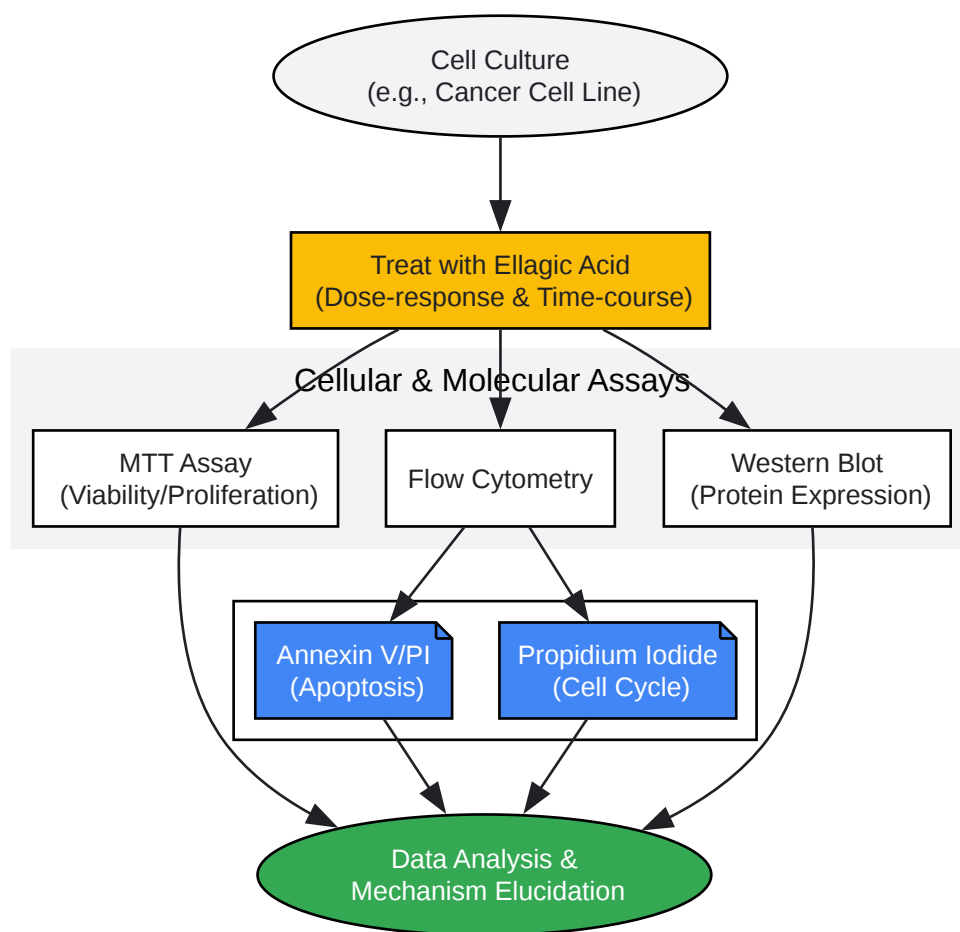 Cell Culture
(e.g., Cancer Cell Line)
Treat with Ellagic Acid
(Dose-response & Time-course)
Cellular & Molecular Assays
MTT Assay
(Viability/Proliferation)
Flow Cytometry
Western Blot
(Protein Expression)
Annexin V/PI
(Apoptosis)
Propidium Iodide
(Cell Cycle)
Data Analysis &
Mechanism Elucidation